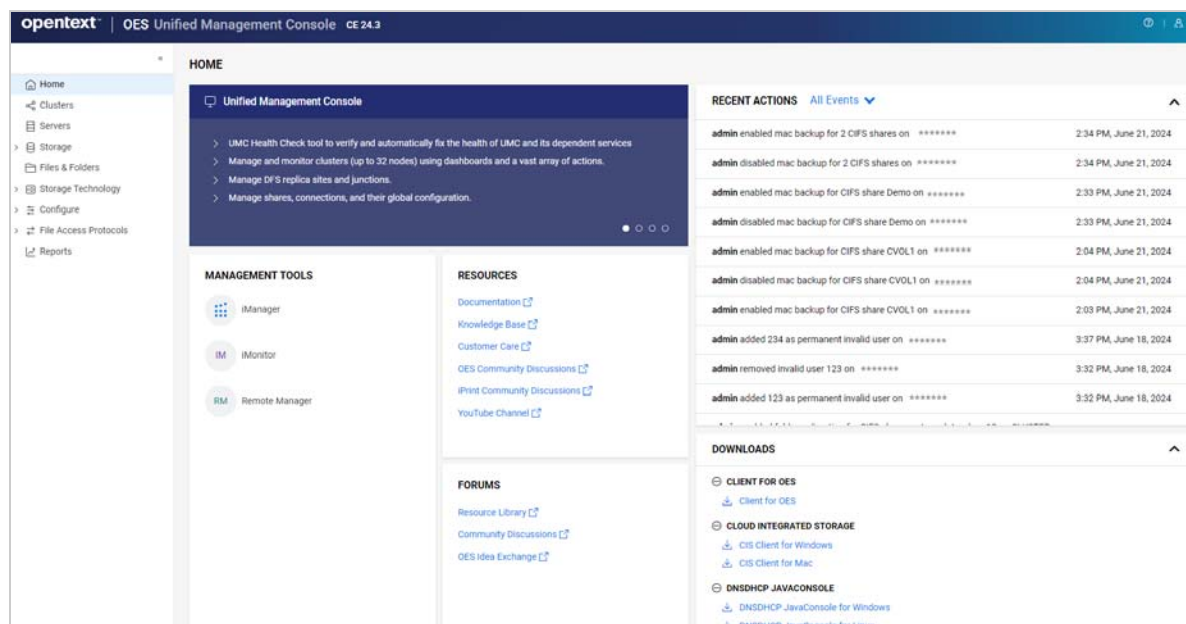 opentext™ | OES Unified Management Console CE 24.3
Home
Clusters
Servers
Storage
Files & Folders
Storage Technology
Configure
File Access Protocols
Reports
HOME
Unified Management Console
UMC Health Check tool to verify and automatically fix the health of UMC and its dependent services
Manage and monitor clusters (up to 32 nodes) using dashboards and a vast array of actions.
Manage DFS replica sites and junctions.
Manage shares, connections, and their global configuration.
MANAGEMENT TOOLS
iManager
IM iMonitor
RM Remote Manager
RESOURCES
Documentation
Knowledge Base
Customer Care
OES Community Discussions
iPrint Community Discussions
YouTube Channel
FORUMS
Resource Library
Community Discussions
OES Idea Exchange
RECENT ACTIONS All Events
admin enabled mac backup for 2 CIFS shares on ******* 2:34 PM, June 21, 2024
admin disabled mac backup for 2 CIFS shares on ******* 2:34 PM, June 21, 2024
admin enabled mac backup for CIFS share Demo on ******* 2:33 PM, June 21, 2024
admin disabled mac backup for CIFS share Demo on ******* 2:33 PM, June 21, 2024
admin enabled mac backup for CIFS share CVOL1 on ******* 2:04 PM, June 21, 2024
admin disabled mac backup for CIFS share CVOL1 on ******* 2:04 PM, June 21, 2024
admin enabled mac backup for CIFS share CVOL1 on ******* 2:03 PM, June 21, 2024
admin added 234 as permanent invalid user on ******* 3:37 PM, June 18, 2024
admin removed invalid user 123 on ******* 3:32 PM, June 18, 2024
admin added 123 as permanent invalid user on ******* 3:32 PM, June 18, 2024
DOWNLOADS
CLIENT FOR OES
Client for OES
CLOUD INTEGRATED STORAGE
CIS Client for Windows
CIS Client for Mac
DNSDHCP JAVACONSOLE
DNSDHCP JavaConsole for Windows